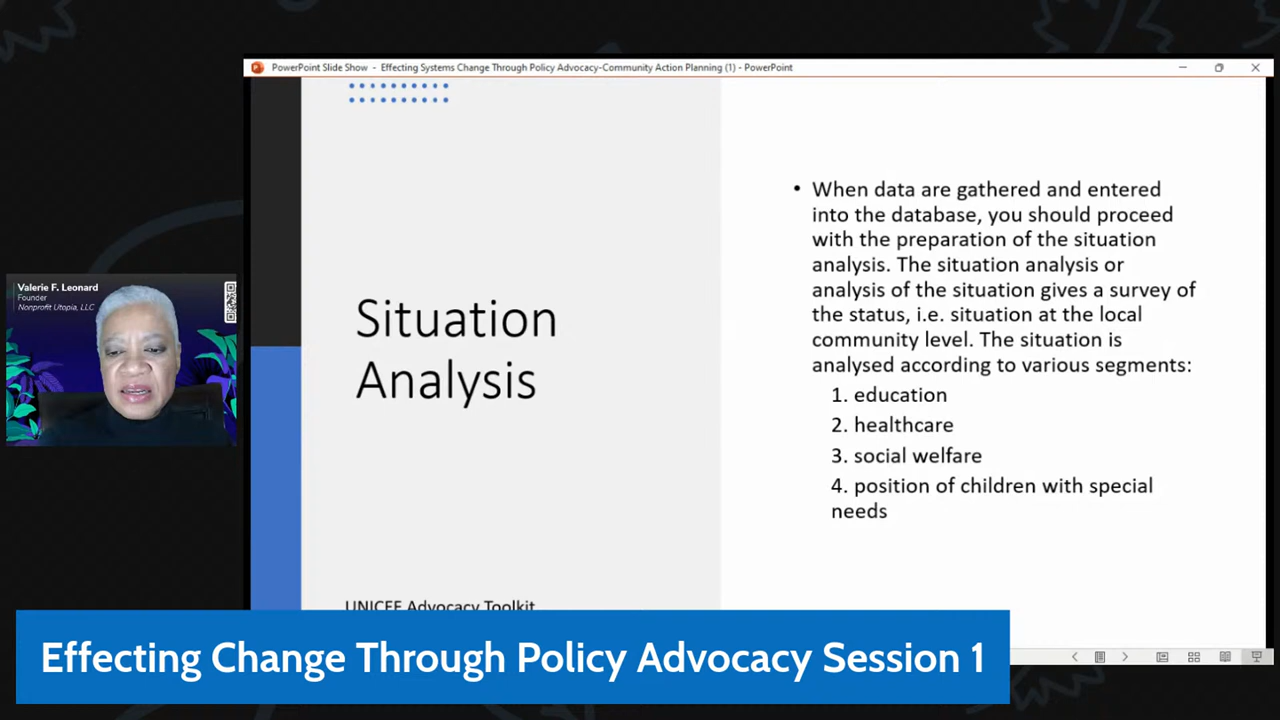 PowerPoint Slide Show - Effecting Systems Change Through Policy Advocacy-Community Action Planning (1) - PowerPoint
Valerie F. Leonard
Founder
Nonprofit Utopia, LLC
Situation
Analysis
UNICEF Advocacy Toolkit
• When data are gathered and entered
into the database, you should proceed
with the preparation of the situation
analysis. The situation analysis or
analysis of the situation gives a survey of
the status, i.e. situation at the local
community level. The situation is
analysed according to various segments:
1. education
2. healthcare
3. social welfare
4. position of children with special
needs
Effecting Change Through Policy Advocacy Session 1